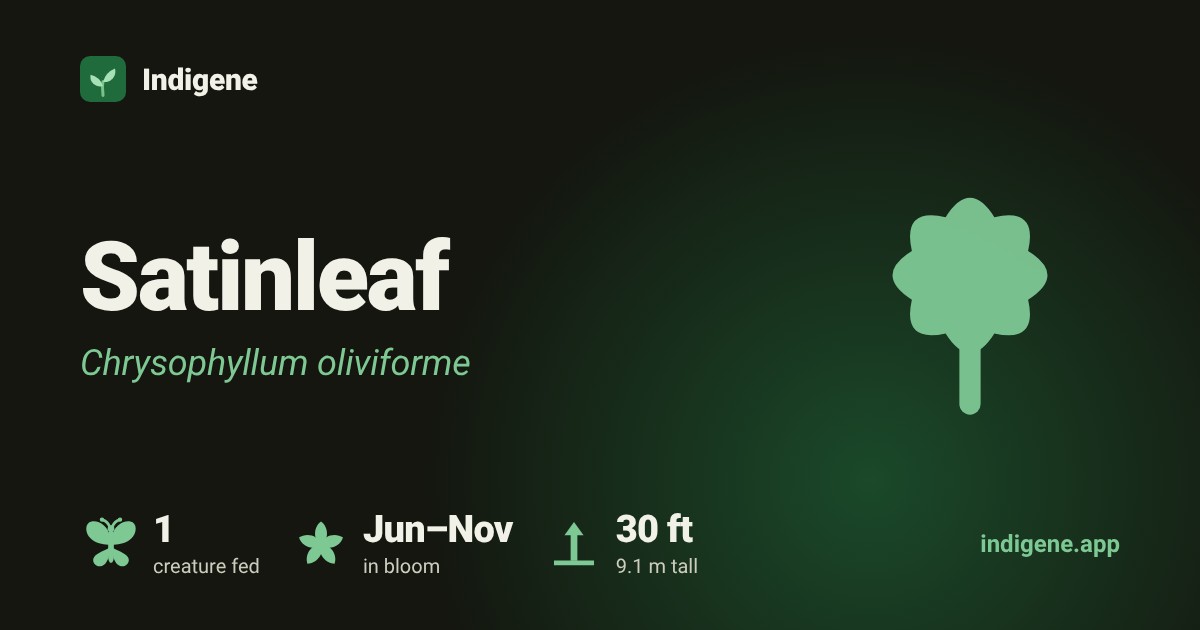 Indigene
Satinleaf
Chrysophyllum oliviforme
1
creature fed
Jun–Nov
in bloom
30 ft
9.1 m tall
indigene.app